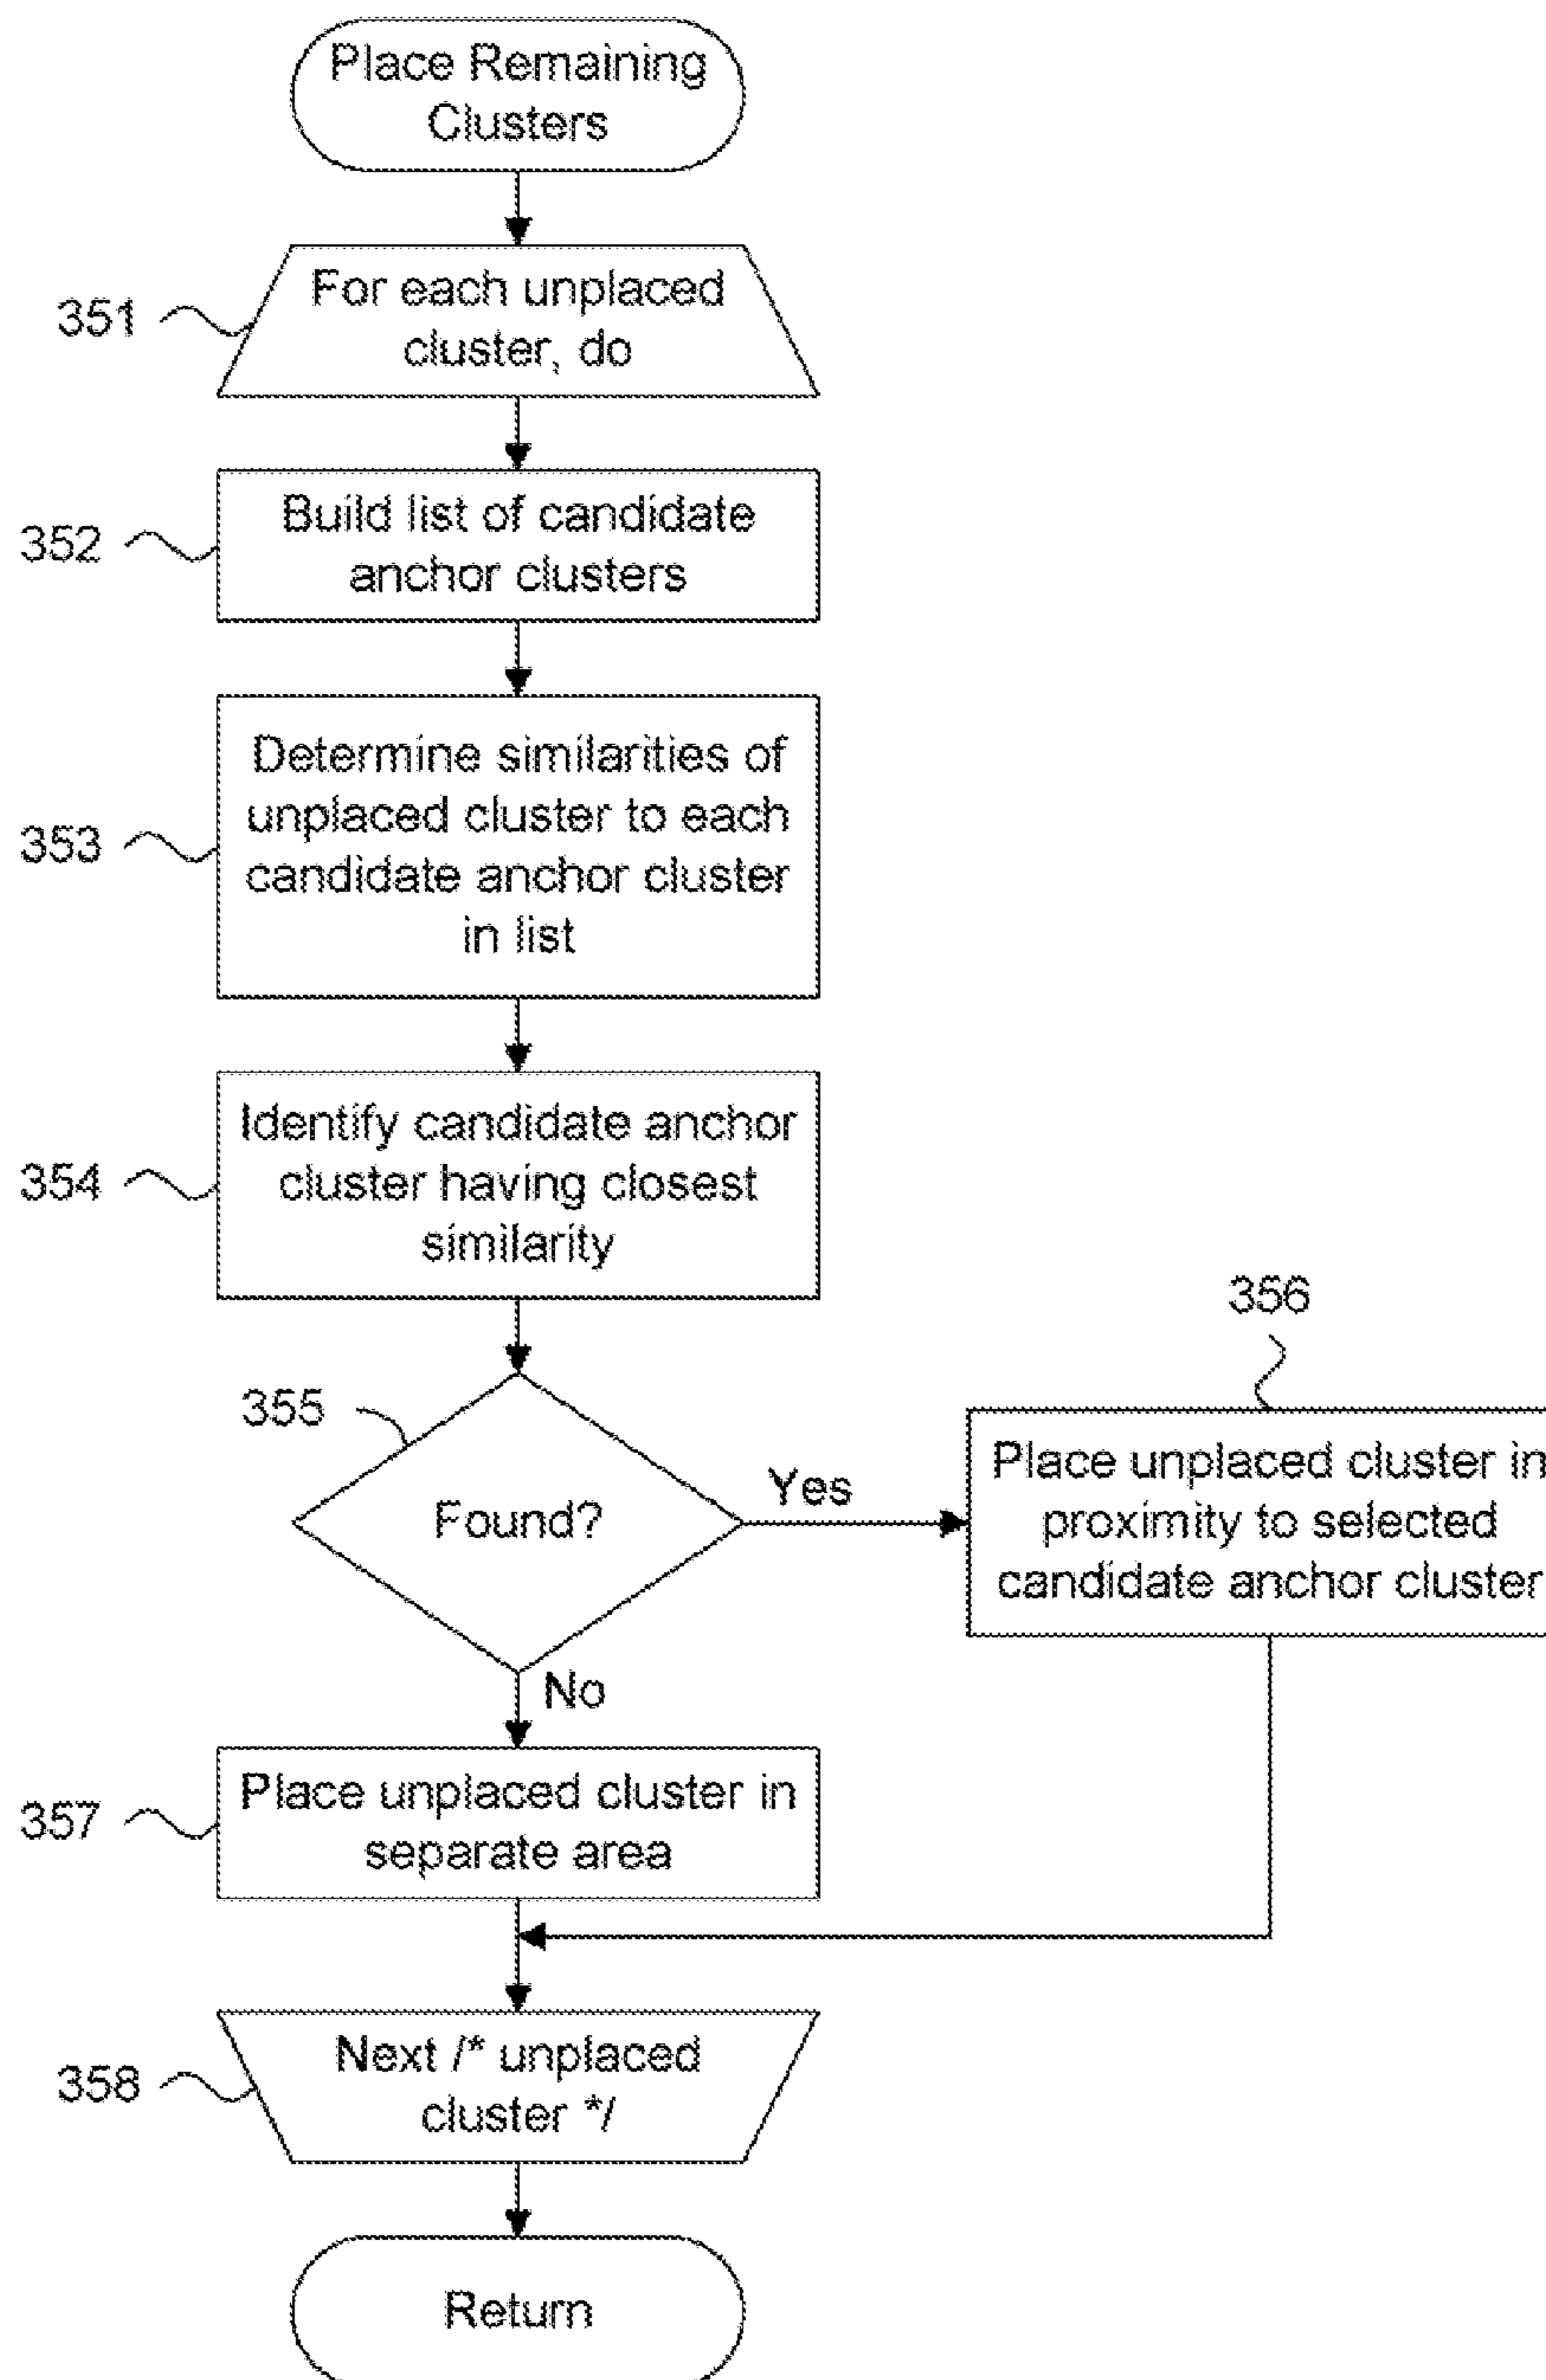 Place Remaining
Clusters
351
For each unplaced
cluster, do
352
Build list of candidate
anchor clusters
353
Determine similarities of
unplaced cluster to each
candidate anchor cluster
in list
354
Identify candidate anchor
cluster having closest
similarity
355
Found?
Yes
356
Place unplaced cluster in
proximity to selected
candidate anchor cluster
No
357
Place unplaced cluster in
separate area
358
Next /* unplaced
cluster */
Return